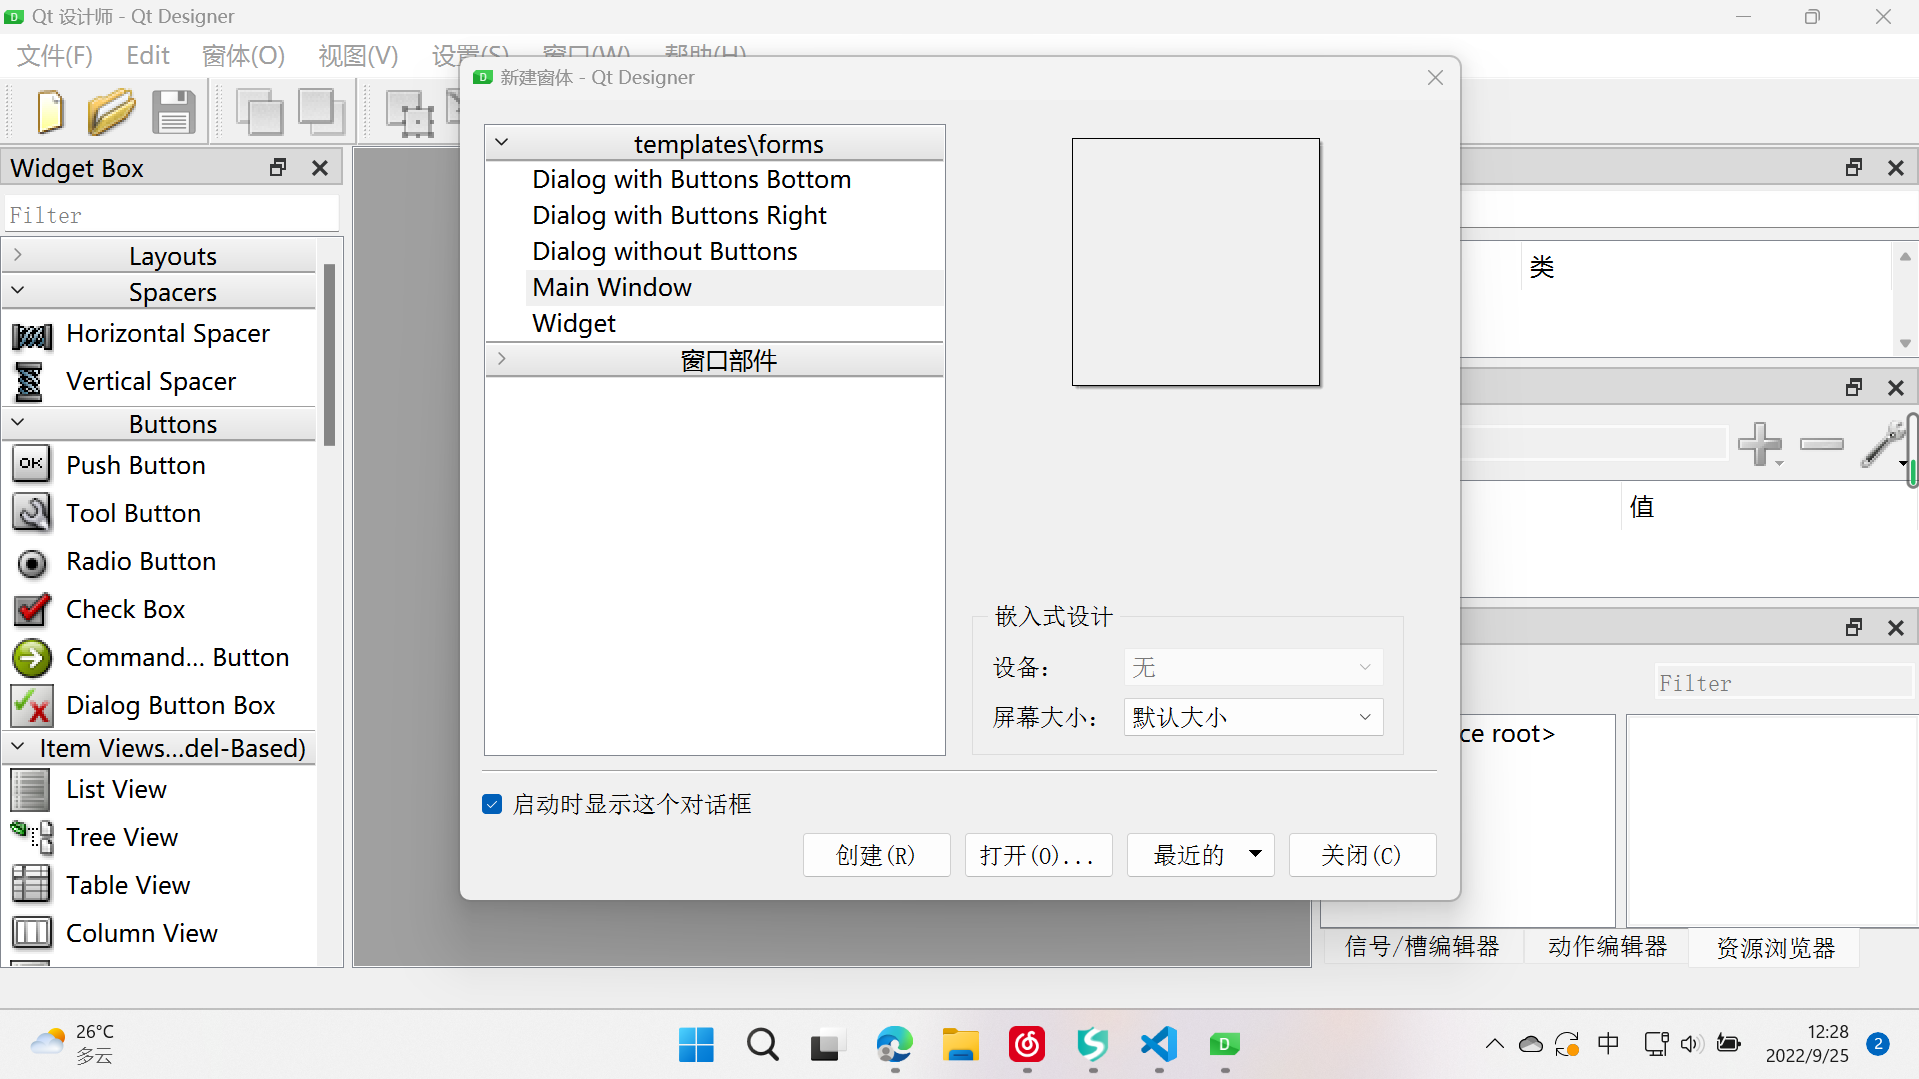 Qt 设计师 - Qt Designer
文件(F) Edit 窗体(O) 视图(V) 设置(S) 窗口(W) 帮助(H)
新建窗体 - Qt Designer
Widget Box
Filter
Layouts
Spacers
Horizontal Spacer
Vertical Spacer
Buttons
OK
Push Button
Tool Button
Radio Button
Check Box
Command... Button
Dialog Button Box
Item Views...del-Based)
List View
Tree View
Table View
Column View
templates\forms
Dialog with Buttons Bottom
Dialog with Buttons Right
Dialog without Buttons
Main Window
Widget
窗口部件
嵌入式设计
设备： 无
屏幕大小： 默认大小
启动时显示这个对话框
创建(R) 打开(O)... 最近的 关闭(C)
类
值
Filter
ce root>
信号/槽编辑器 动作编辑器 资源浏览器
26°C
多云
中
12:28
2022/9/25
2